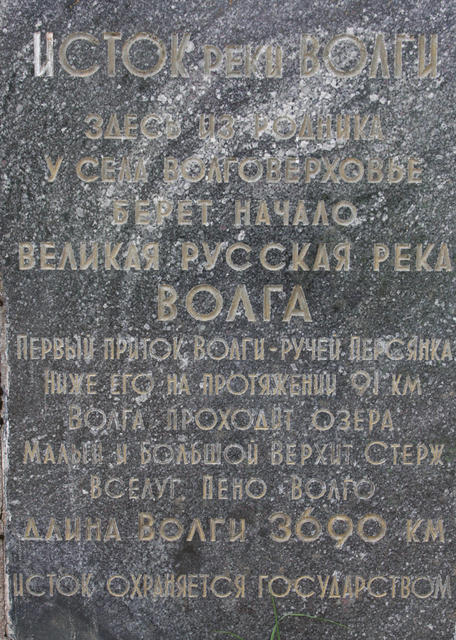 ИСТОК РЕКИ ВОЛГИ
ЗДЕСЬ ИЗ РОДНИКА
У СЕЛА ВОЛГОВЕРХОВЬЕ
БЕРЕТ НАЧАЛО
ВЕЛИКАЯ РУССКАЯ РЕКА
ВОЛГА
ПЕРВЫЙ ПРИТОК ВОЛГИ-РУЧЕЙ ПЕРСЯНКА
НИЖЕ ЕГО НА ПРОТЯЖЕНИИ 91 КМ
ВОЛГА ПРОХОДИТ ОЗЕРА
МАЛЫЙ И БОЛЬШОЙ ВЕРХИТ, СТЕРЖ,
ВСЕЛУГ, ПЕНО, ВОЛГО
ДЛИНА ВОЛГИ 3690 КМ
ИСТОК ОХРАНЯЕТСЯ ГОСУДАРСТВОМ